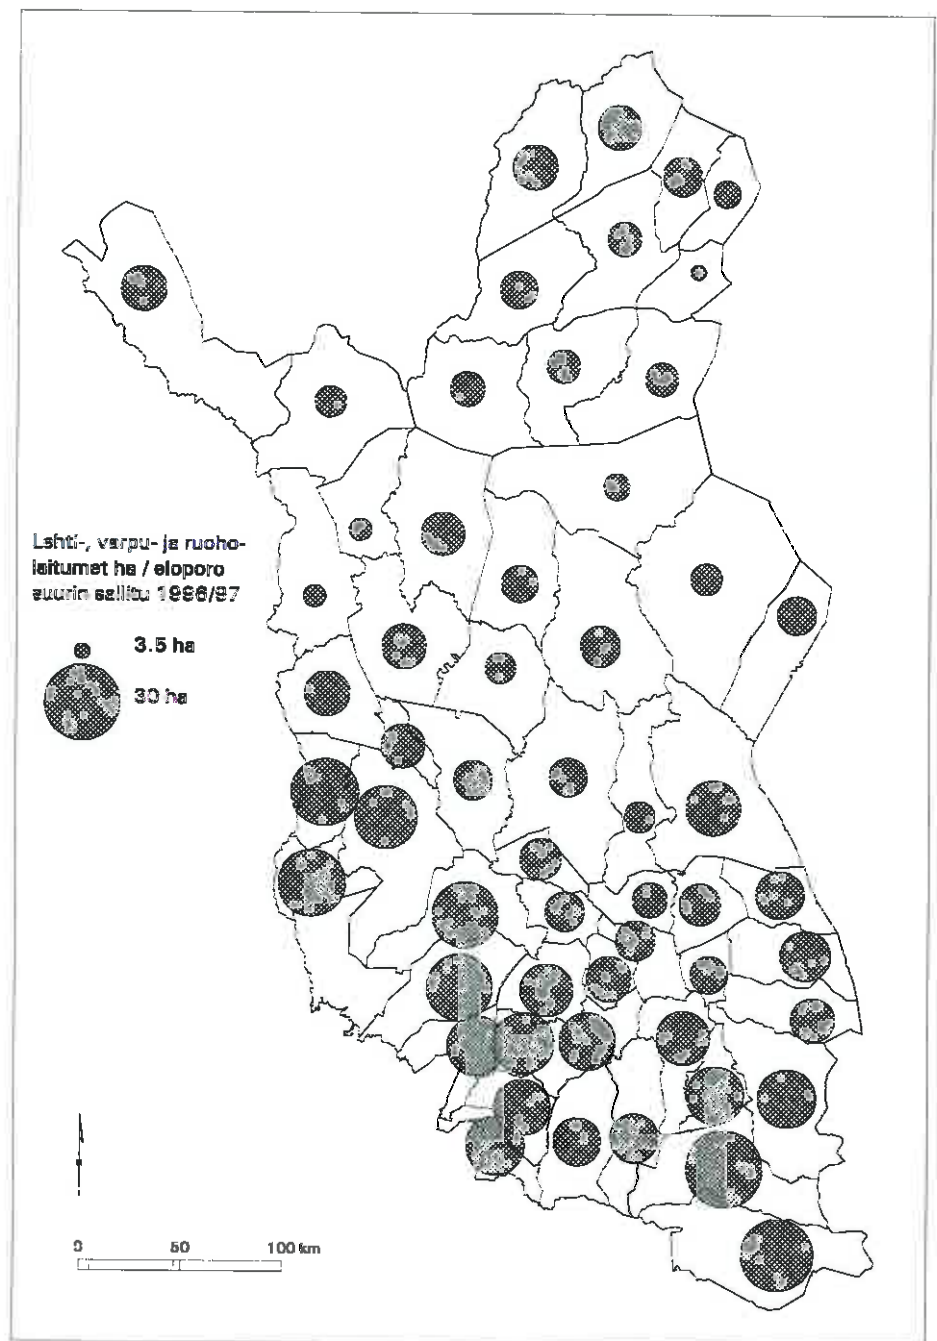 Lehti-, varpu- ja ruoho-
laitumet ha / eloporo
suurin sallittu 1996/97
3.5 ha
30 ha
0 50 100 km